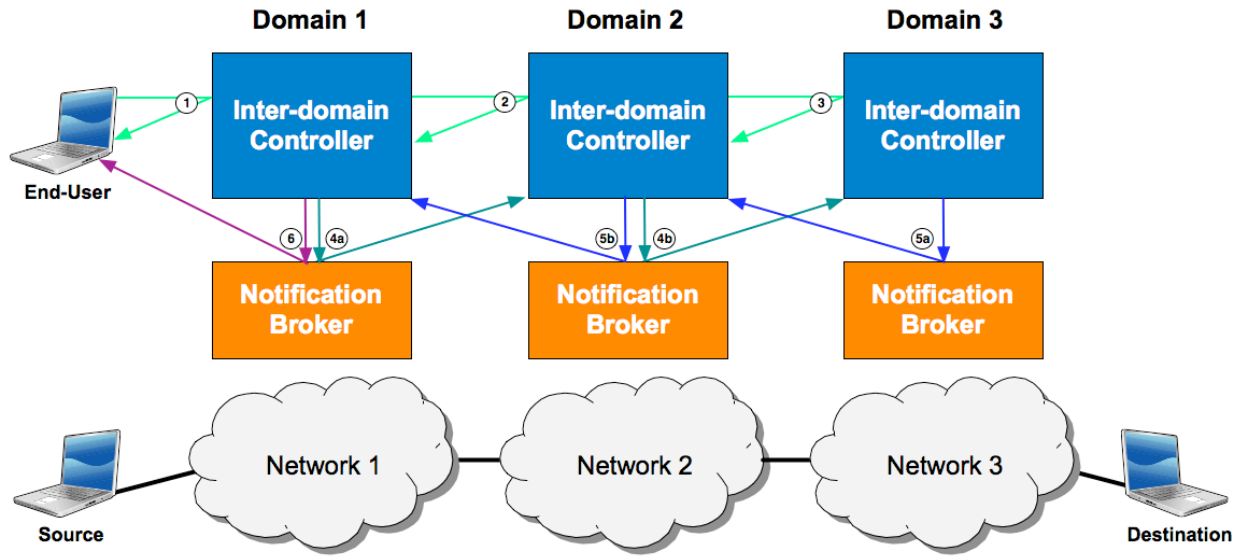 Domain 1
Domain 2
Domain 3
1
2
3
Inter-domain
Controller
Inter-domain
Controller
Inter-domain
Controller
End-User
6
4a
5b
4b
5a
Notification
Broker
Notification
Broker
Notification
Broker
Network 1
Network 2
Network 3
Source
Destination